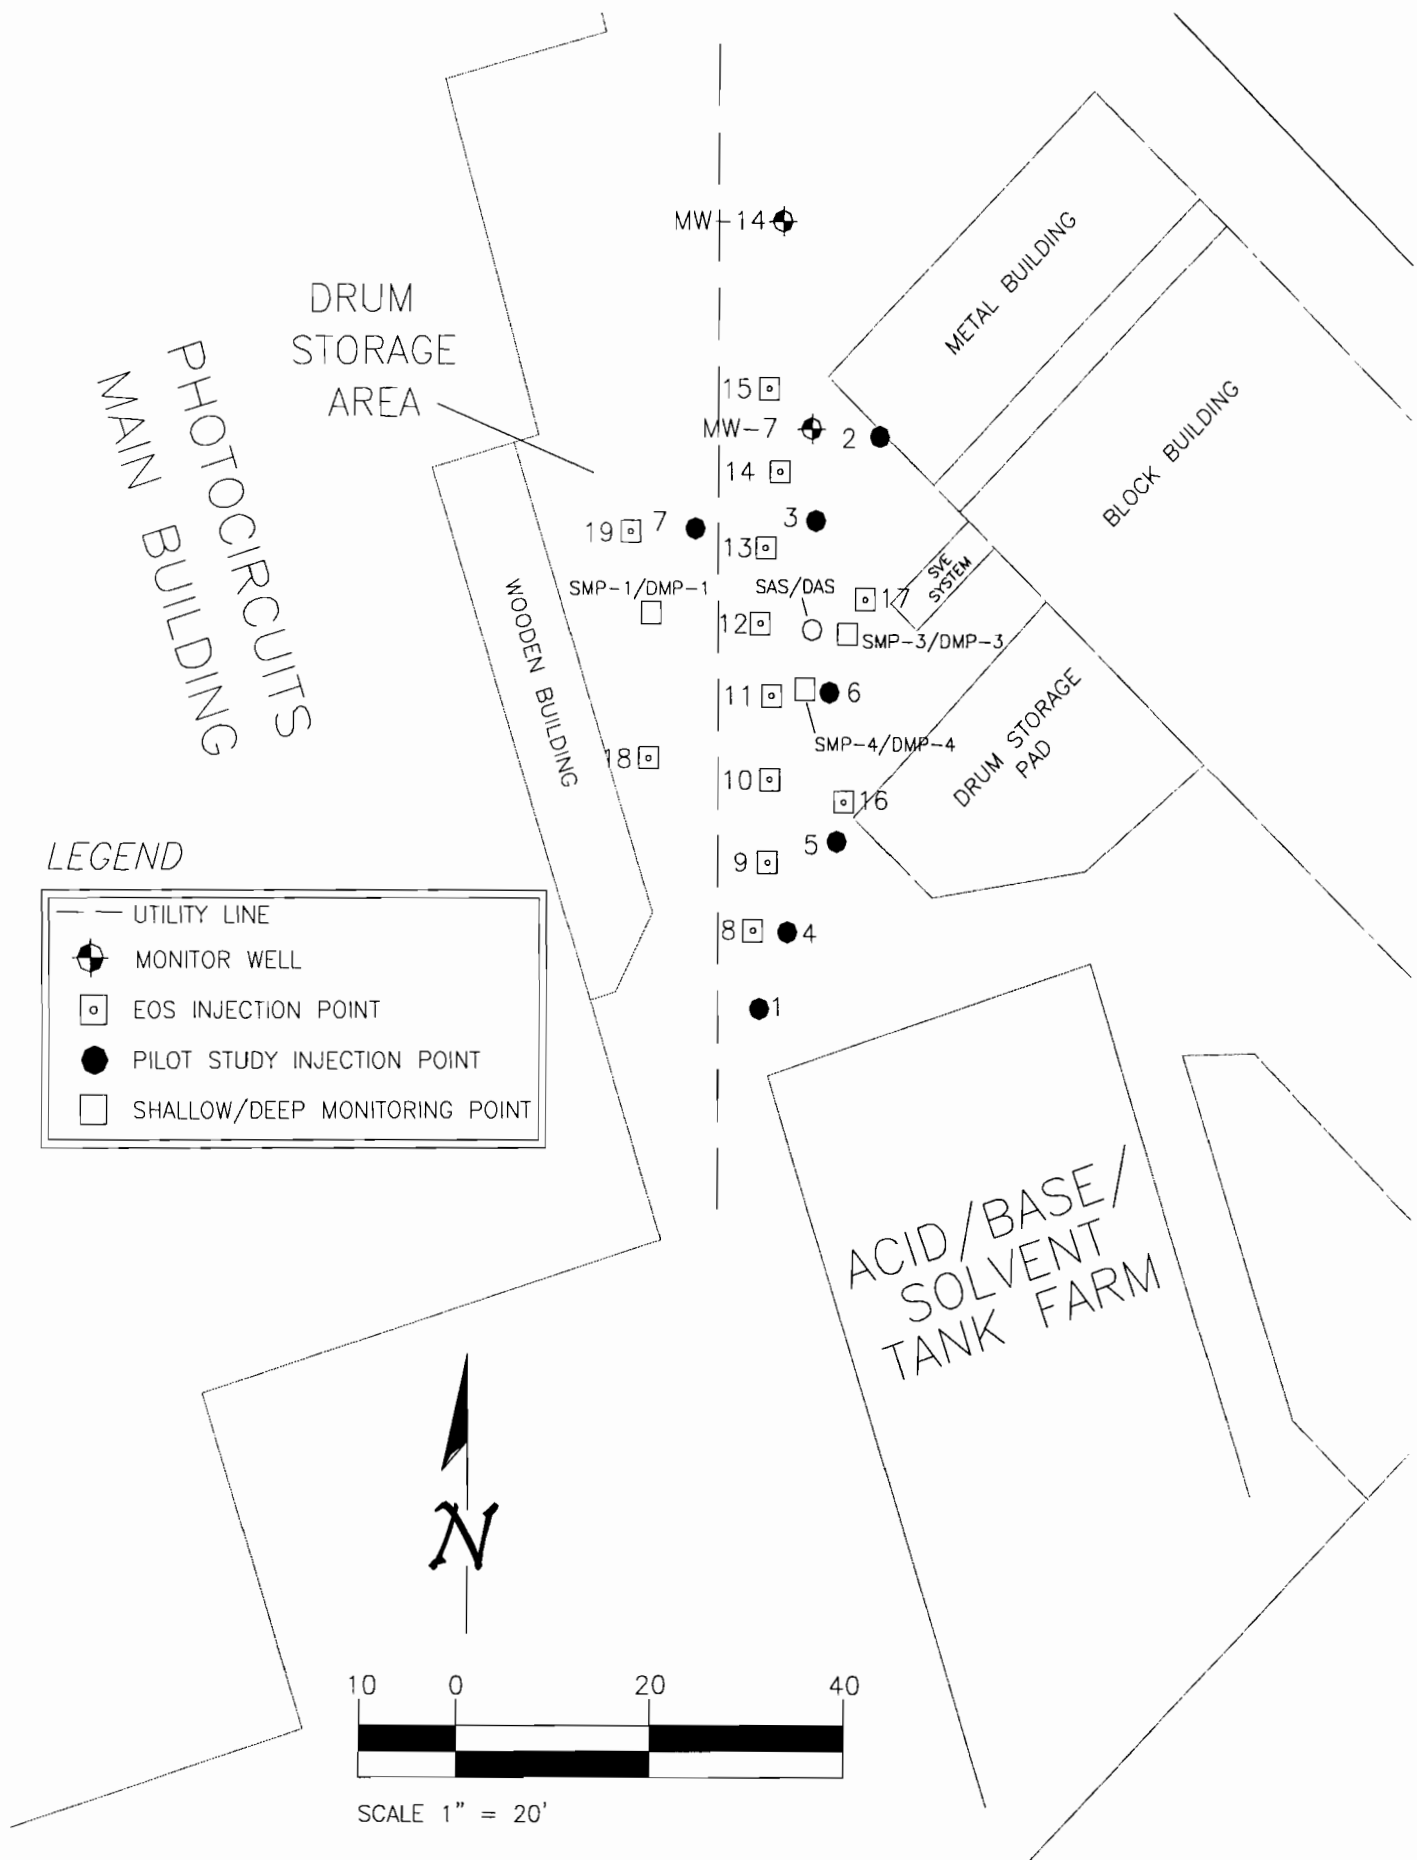 MW-14
METAL BUILDING
DRUM
STORAGE
AREA
PHOTOCIRCUITS
MAIN BUILDING
15
MW-7
2
BLOCK BUILDING
14
19
7
3
13
SVE
SYSTEM
SMP-1/DMP-1
SAS/DAS
17
WOODEN BUILDING
12
SMP-3/DMP-3
11
6
SMP-4/DMP-4
DRUM STORAGE
PAD
18
10
16
5
9
8
4
1
LEGEND
UTILITY LINE
MONITOR WELL
EOS INJECTION POINT
PILOT STUDY INJECTION POINT
SHALLOW/DEEP MONITORING POINT
ACID/BASE/
SOLVENT
TANK FARM
N
10 0 20 40
SCALE 1" = 20'